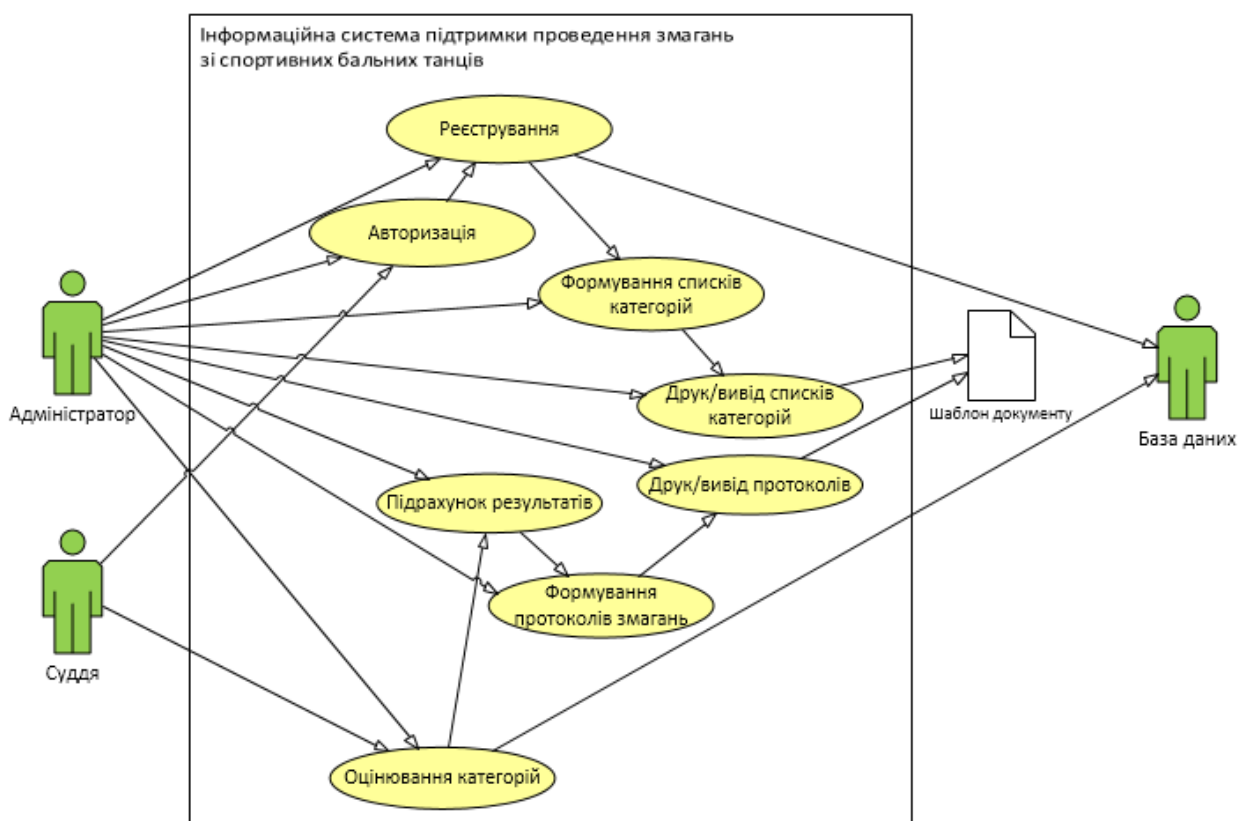 Інформаційна система підтримки проведення змагань
зі спортивних бальних танців
Реєстрування
Авторизація
Формування списків
категорій
Адміністратор
Друк/вивід списків
категорій
Шаблон документу
База даних
Друк/вивід протоколів
Підрахунок результатів
Формування
протоколів змагань
Суддя
Оцінювання категорій